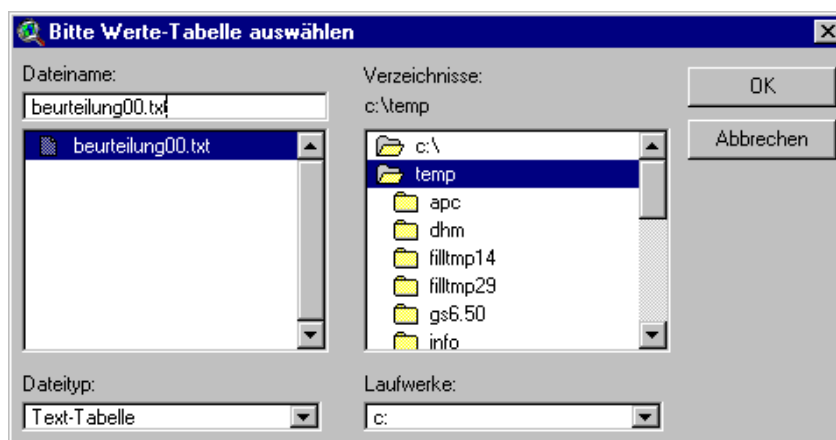 Bitte Werte-Tabelle auswählen
Dateiname:
beurteilung00.txt
beurteilung00.txt
Dateityp:
Text-Tabelle
Verzeichnisse:
c:\temp
c:\
temp
apc
dhm
filltmp14
filltmp29
gs6.50
info
Laufwerke:
c:
OK
Abbrechen